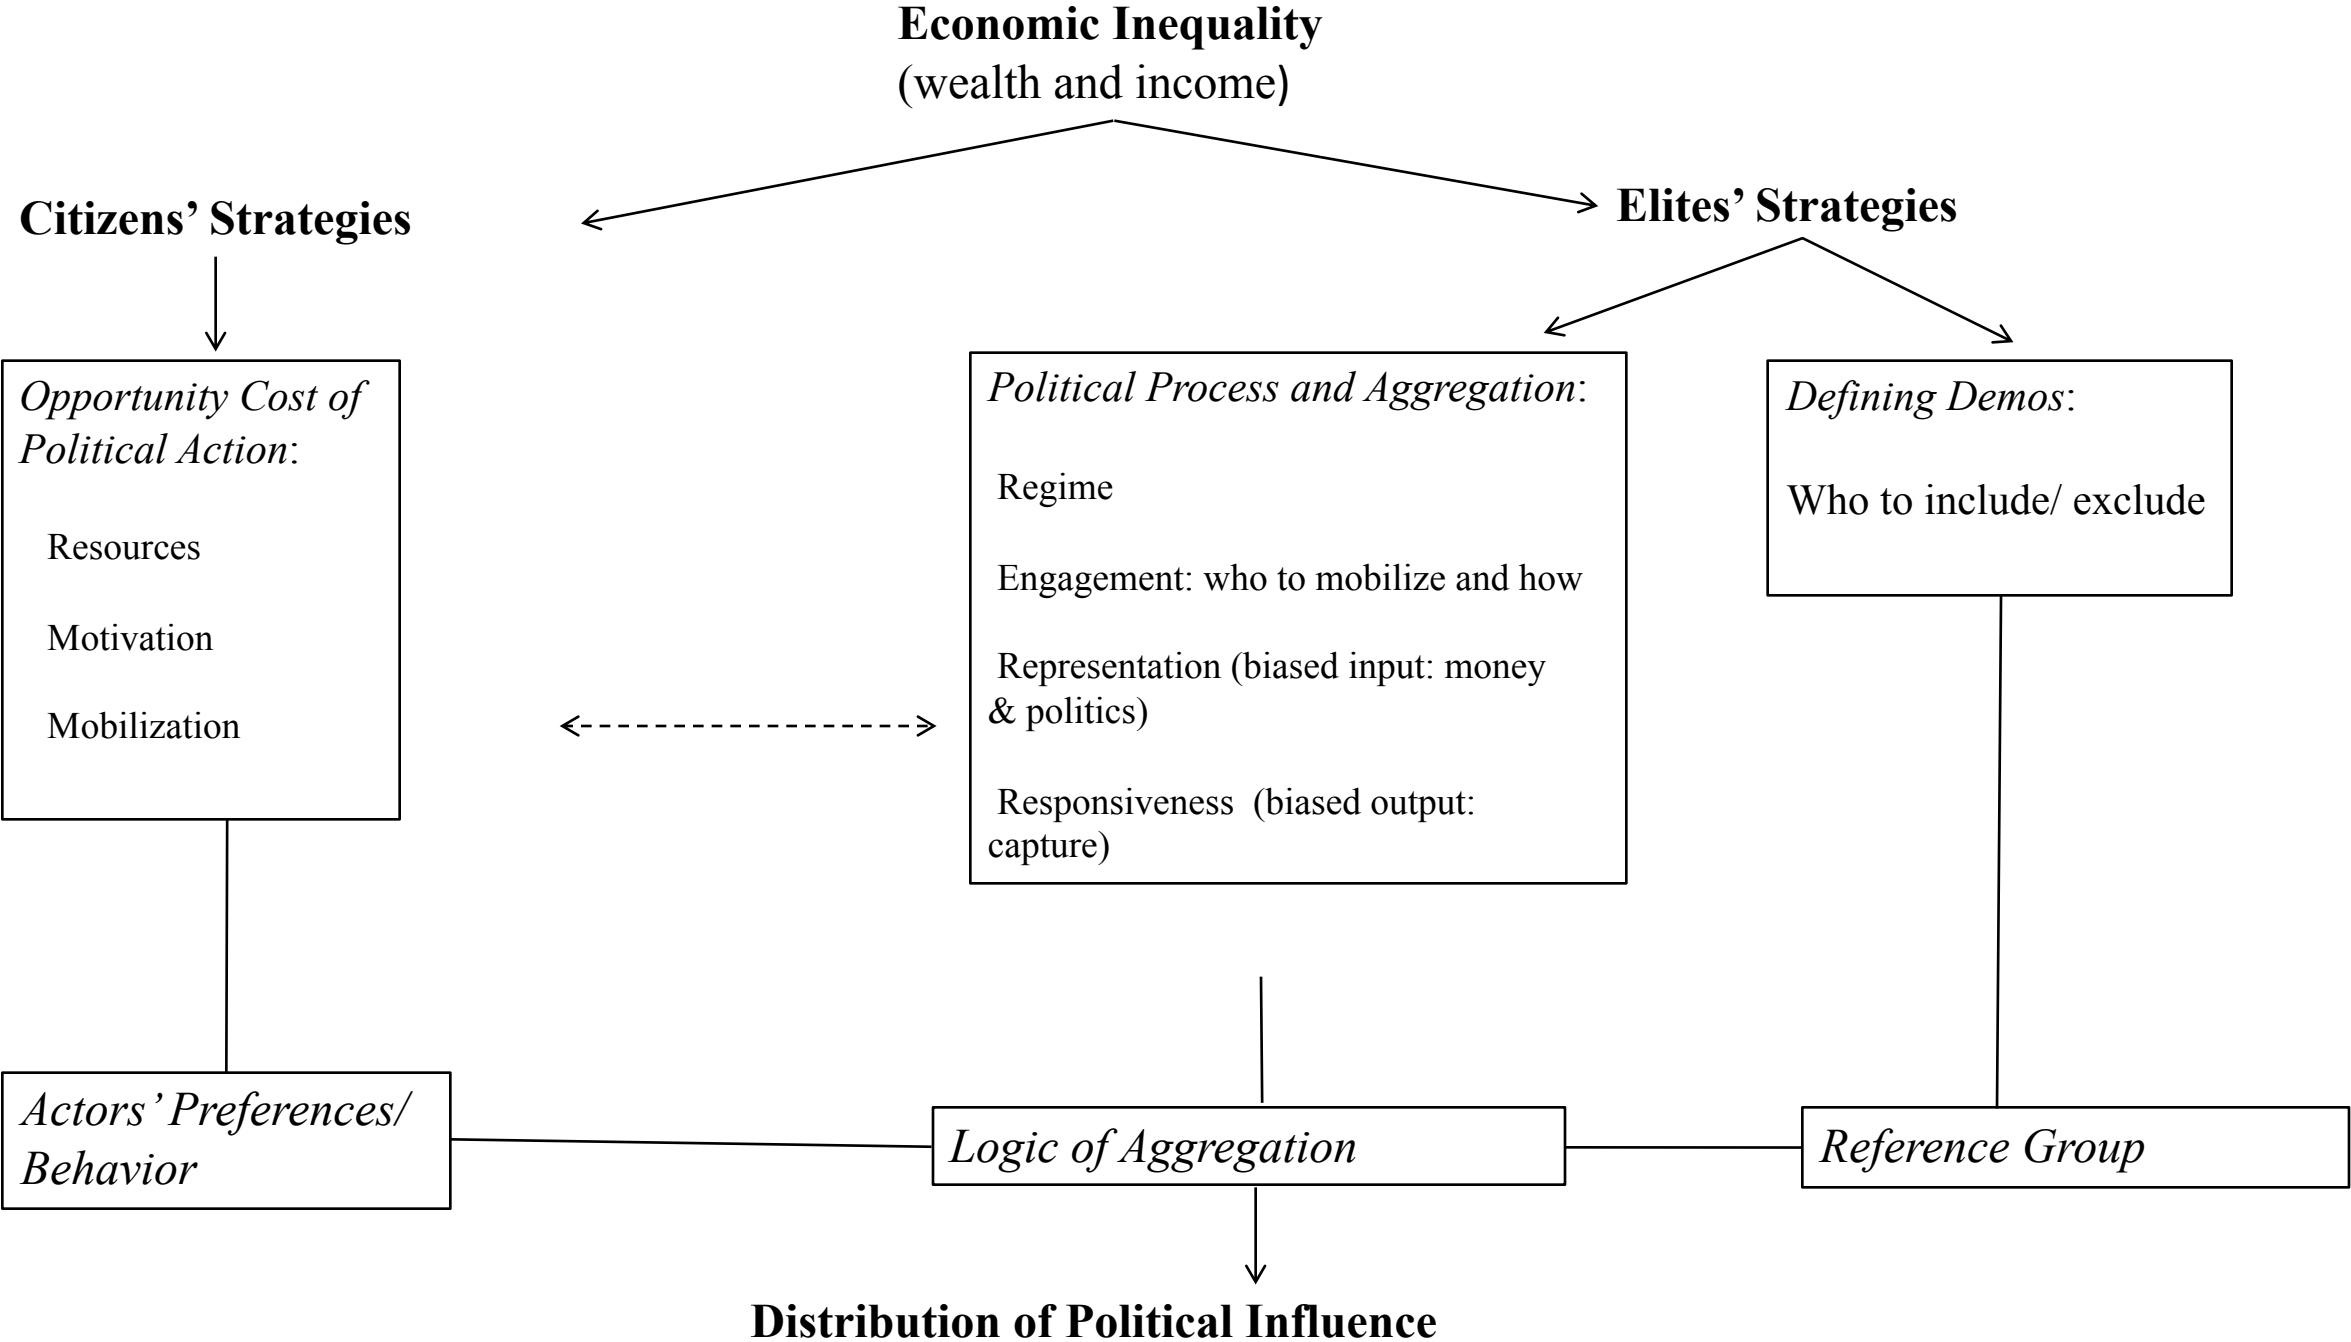 Economic Inequality
(wealth and income)
Citizens’ Strategies
Elites’ Strategies
Opportunity Cost of
Political Action:
Resources
Motivation
Mobilization
Political Process and Aggregation:
Regime
Engagement: who to mobilize and how
Representation (biased input: money
& politics)
Responsiveness (biased output:
capture)
Defining Demos:
Who to include/ exclude
Actors’ Preferences/
Behavior
Logic of Aggregation
Reference Group
Distribution of Political Influence